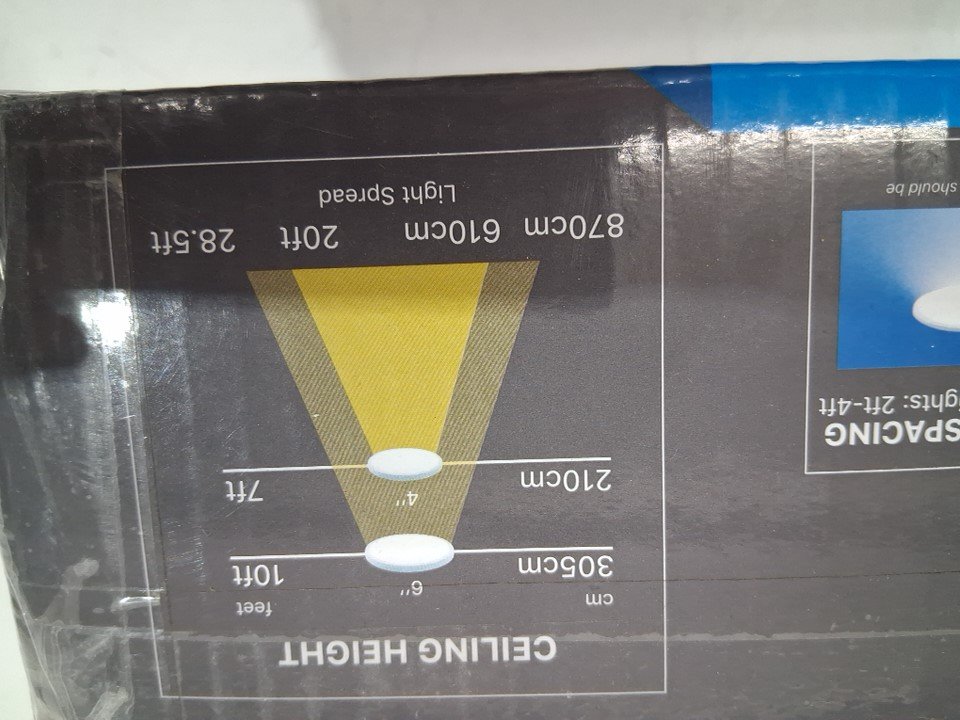 SPACING
ights: 2ft-4ft
should be
CEILING HEIGHT
cm feet
6''
305cm 10ft
4''
210cm 7ft
870cm 610cm 20ft 28.5ft
Light Spread